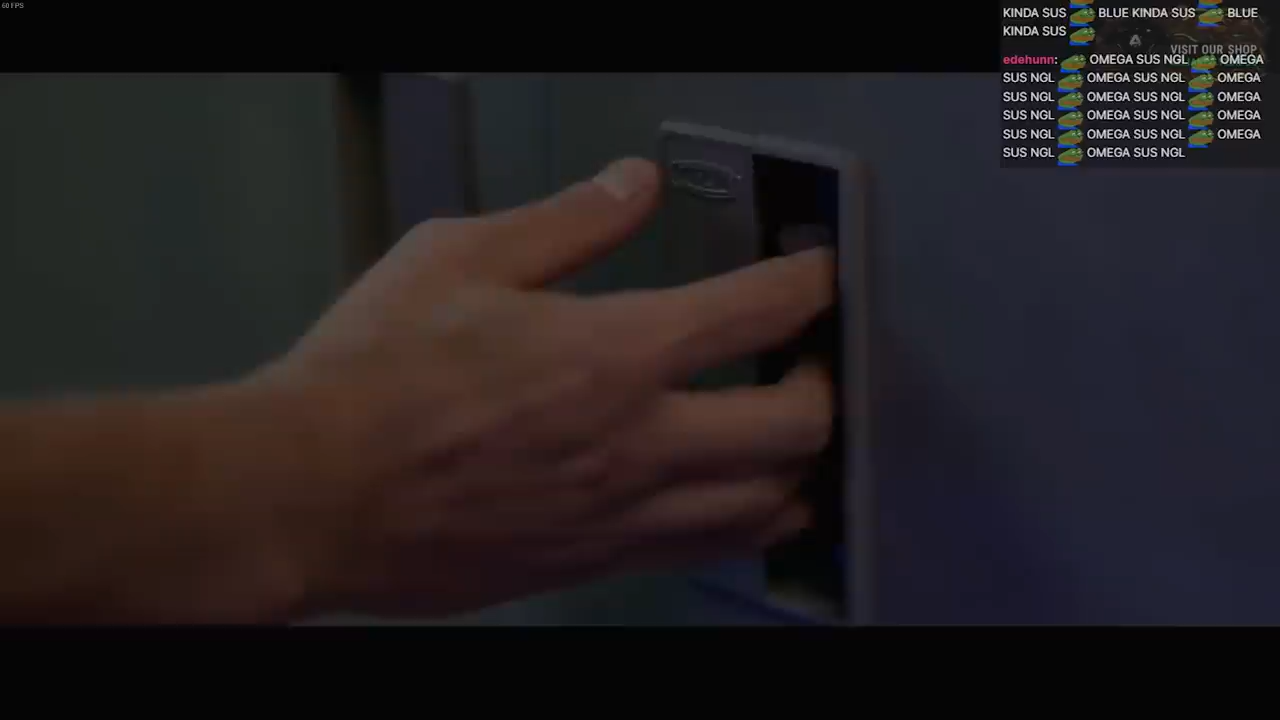 60 FPS
KINDA SUS BLUE KINDA SUS BLUE
KINDA SUS
VISIT OUR SHOP
edehunn: OMEGA SUS NGL OMEGA
SUS NGL OMEGA SUS NGL OMEGA
SUS NGL OMEGA SUS NGL OMEGA
SUS NGL OMEGA SUS NGL OMEGA
SUS NGL OMEGA SUS NGL OMEGA
SUS NGL OMEGA SUS NGL